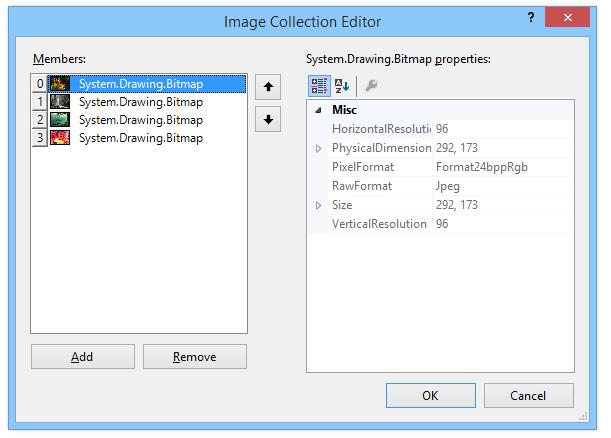 Image Collection Editor
?
Members:
0 System.Drawing.Bitmap
1 System.Drawing.Bitmap
2 System.Drawing.Bitmap
3 System.Drawing.Bitmap
Add
Remove
System.Drawing.Bitmap properties:
A Z
Misc
HorizontalResolutio 96
PhysicalDimension 292, 173
PixelFormat Format24bppRgb
RawFormat Jpeg
Size 292, 173
VerticalResolution 96
OK
Cancel